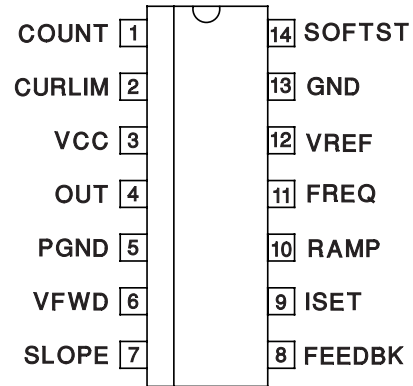 COUNT 1 14 SOFTST
CURLIM 2 13 GND
VCC 3 12 VREF
OUT 4 11 FREQ
PGND 5 10 RAMP
VFWD 6 9 ISET
SLOPE 7 8 FEEDBK